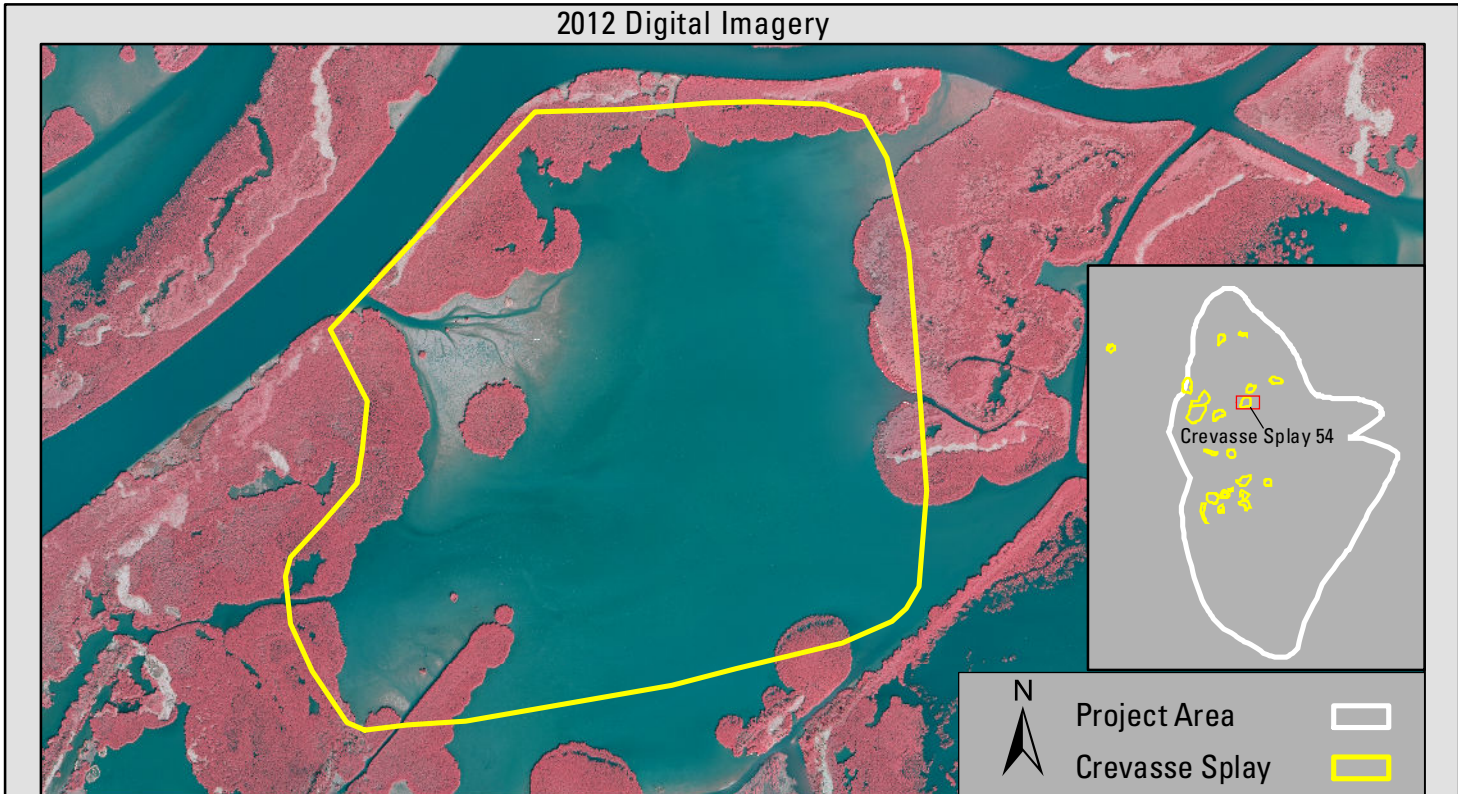 2012 Digital Imagery
Crevasse Splay 54
N
Project Area
Crevasse Splay